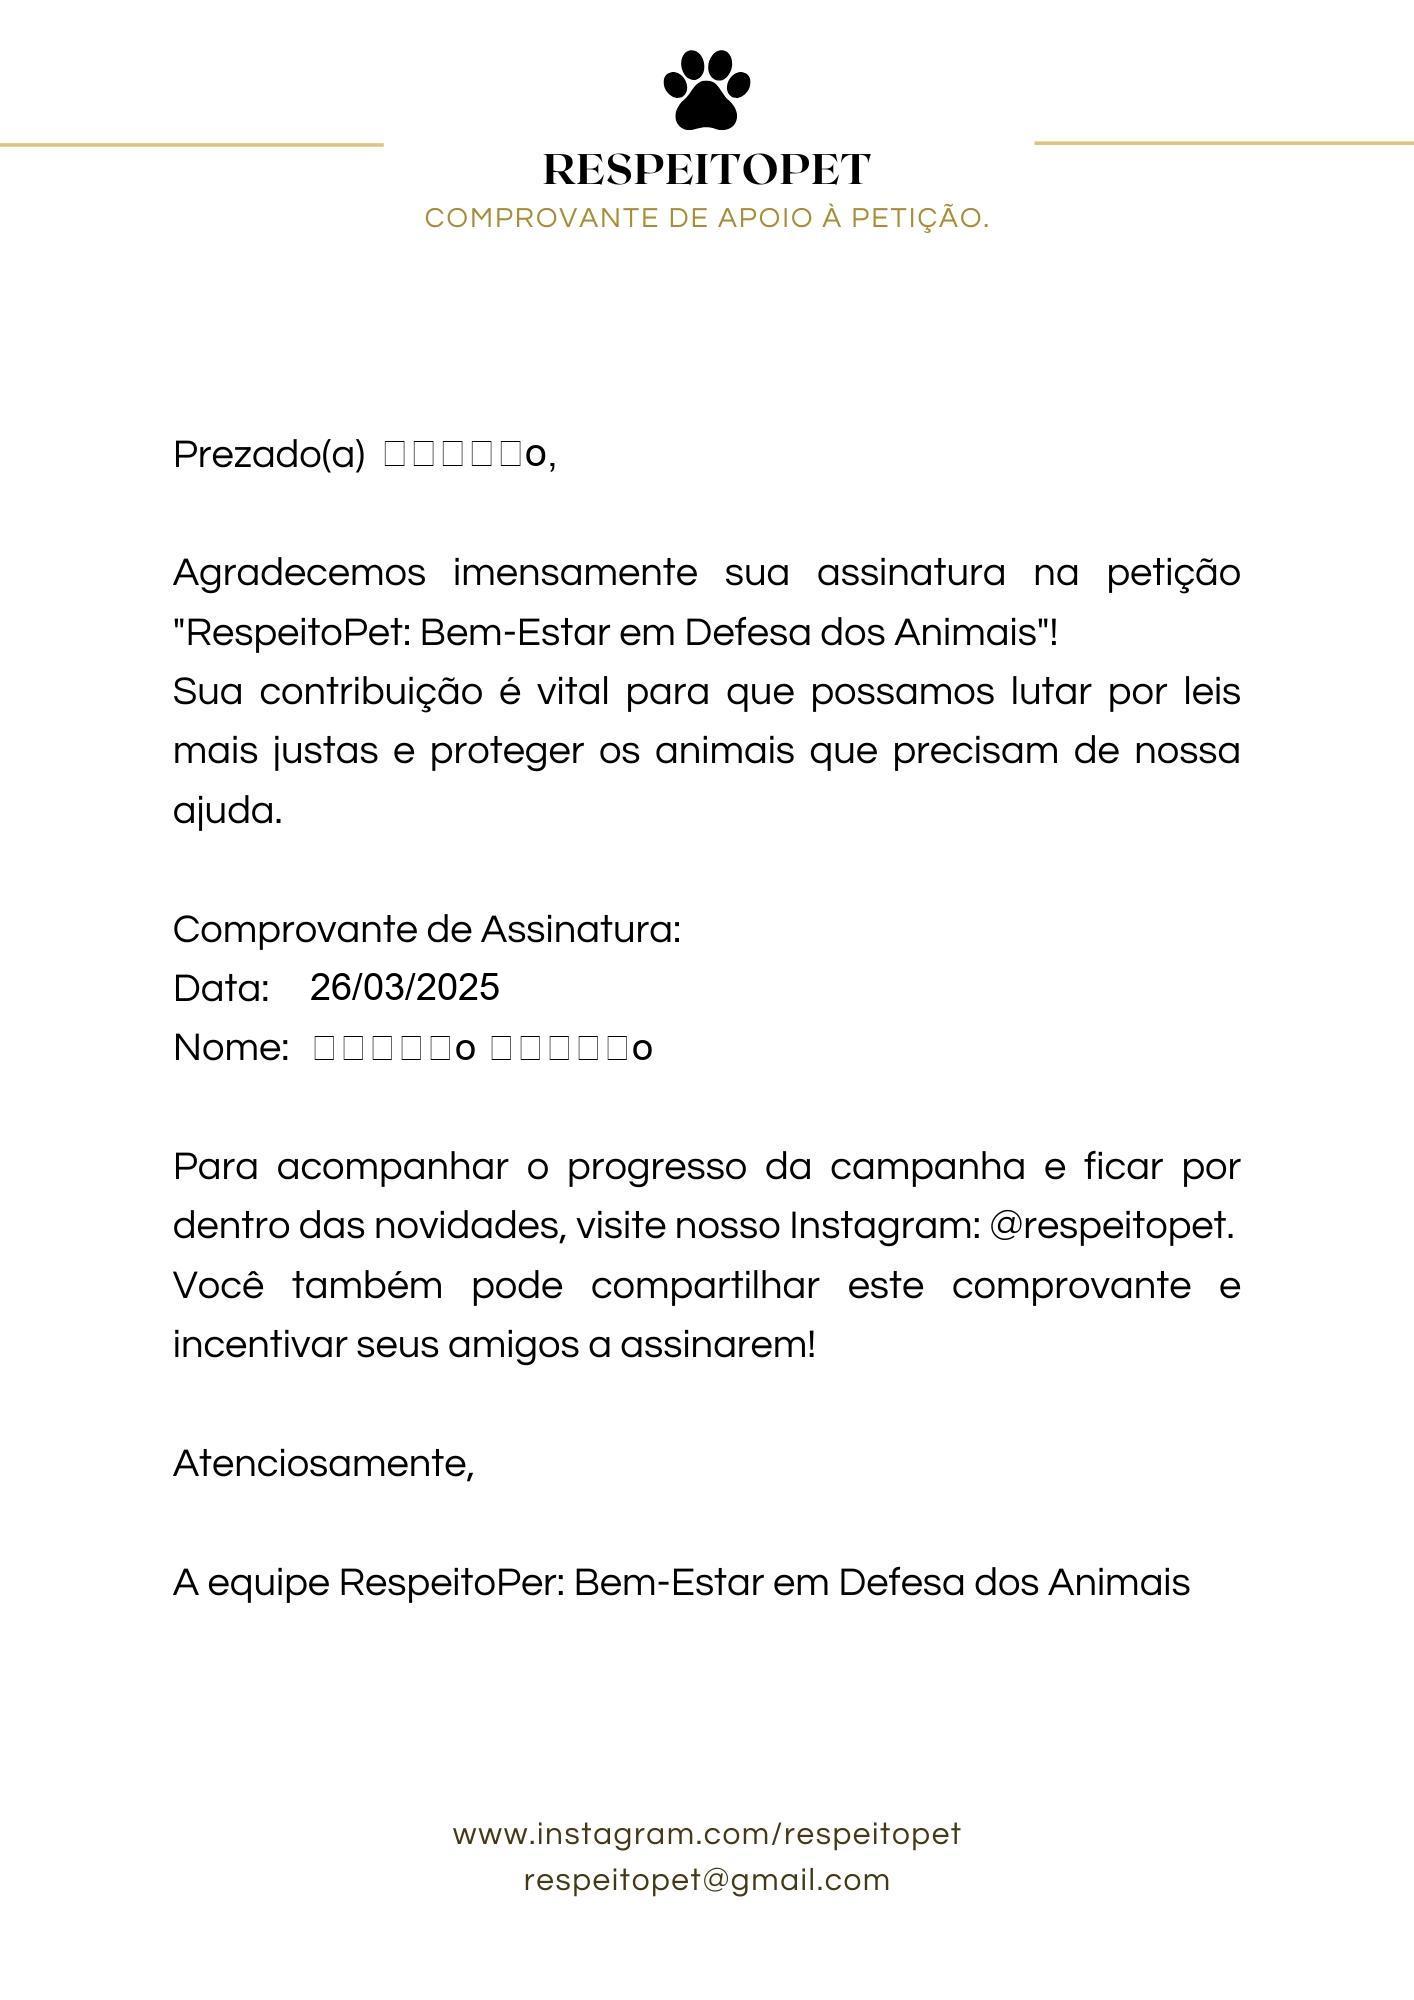 RESPEITOPET
COMPROVANTE DE APOIO À PETIÇÃO.
Prezado(a)
Agradecemos imensamente sua assinatura na petição
"RespeitoPet: Bem-Estar em Defesa dos Animais"!
Sua contribuição é vital para que possamos lutar por leis
mais justas e proteger os animais que precisam de nossa
ajuda.
Comprovante de Assinatura:
Data: 26/03/2025
Nome:
Para acompanhar o progresso da campanha e ficar por
dentro das novidades, visite nosso Instagram: @respeitopet.
Você também pode compartilhar este comprovante e
incentivar seus amigos a assinarem!
Atenciosamente,
A equipe RespeitoPer: Bem-Estar em Defesa dos Animais
www.instagram.com/respeitopet
respeitopet@gmail.com